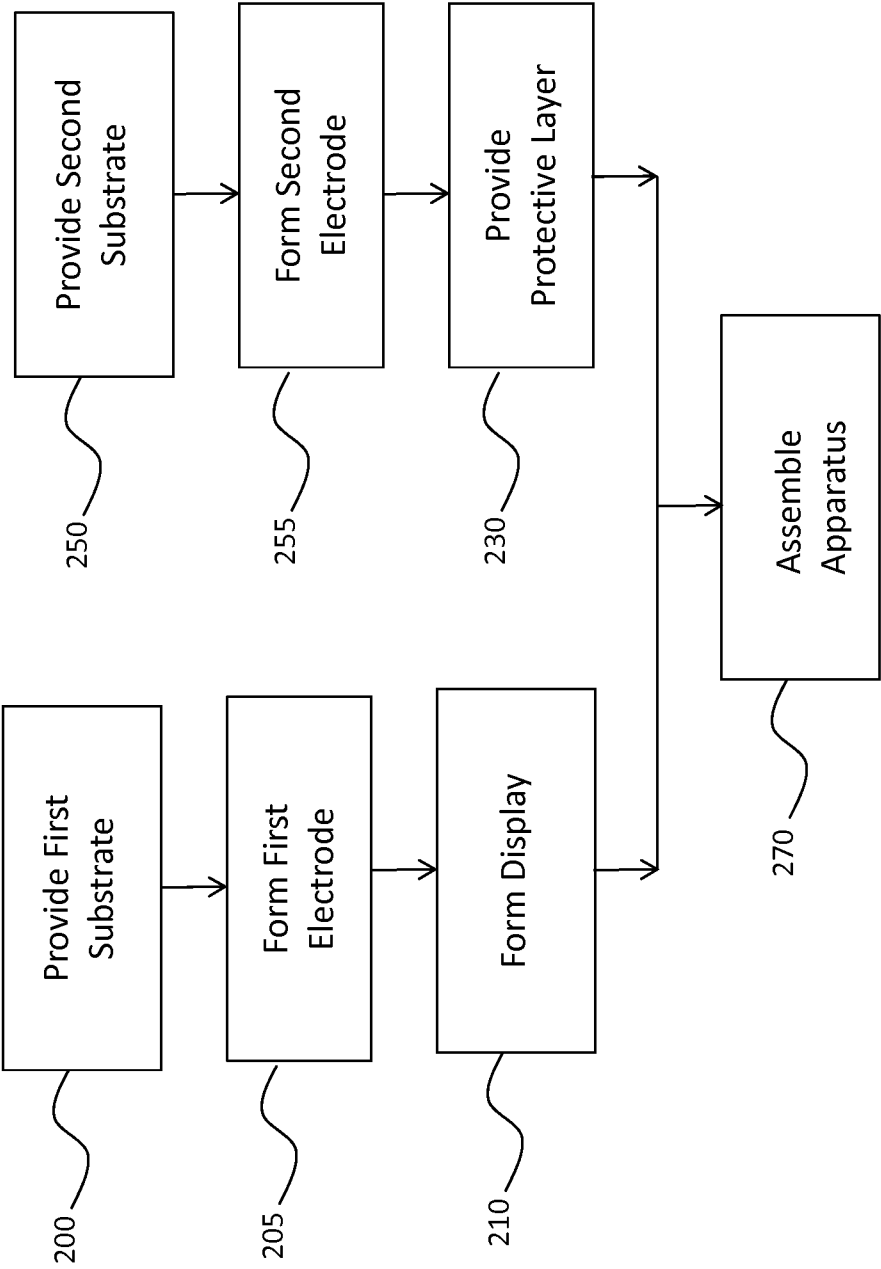 Provide First
Substrate
200
Form First
Electrode
205
Form Display
210
Provide Second
Substrate
250
Form Second
Electrode
255
Provide
Protective Layer
230
Assemble
Apparatus
270